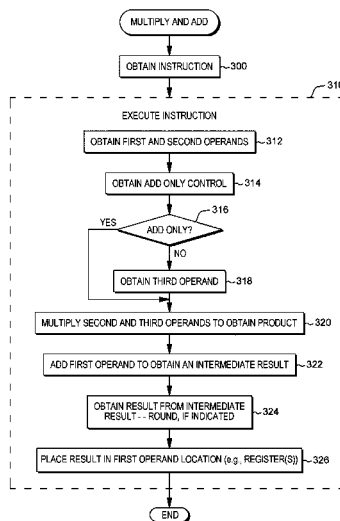 MULTIPLY AND ADD
OBTAIN INSTRUCTION
300
310
EXECUTE INSTRUCTION
OBTAIN FIRST AND SECOND OPERANDS
312
OBTAIN ADD ONLY CONTROL
314
316
YES
ADD ONLY?
NO
OBTAIN THIRD OPERAND
318
MULTIPLY SECOND AND THIRD OPERANDS TO OBTAIN PRODUCT
320
ADD FIRST OPERAND TO OBTAIN AN INTERMEDIATE RESULT
322
OBTAIN RESULT FROM INTERMEDIATE
RESULT -- ROUND, IF INDICATED
324
PLACE RESULT IN FIRST OPERAND LOCATION (e.g., REGISTER(S))
326
END